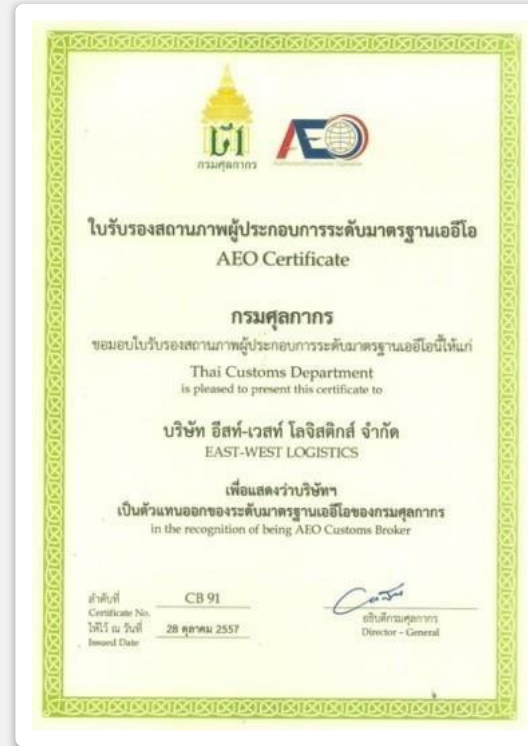 กรมศุลกากร
AEO
ใบรับรองสถานภาพผู้ประกอบการระดับมาตรฐานเออีโอ
AEO Certificate
กรมศุลกากร
ขอมอบใบรับรองสถานภาพผู้ประกอบการระดับมาตรฐานเออีโอนี้ให้แก่
Thai Customs Department
is pleased to present this certificate to
บริษัท อีสท์-เวสท์ โลจิสติกส์ จำกัด
EAST-WEST LOGISTICS
เพื่อแสดงว่าบริษัทฯ
เป็นตัวแทนออกของระดับมาตรฐานเออีโอของกรมศุลกากร
in the recognition of being AEO Customs Broker
ลำดับที่ CB 91
Certificate No.
ให้ไว้ ณ วันที่ 28 ตุลาคม 2557
Issued Date
อธิบดีกรมศุลกากร
Director - General